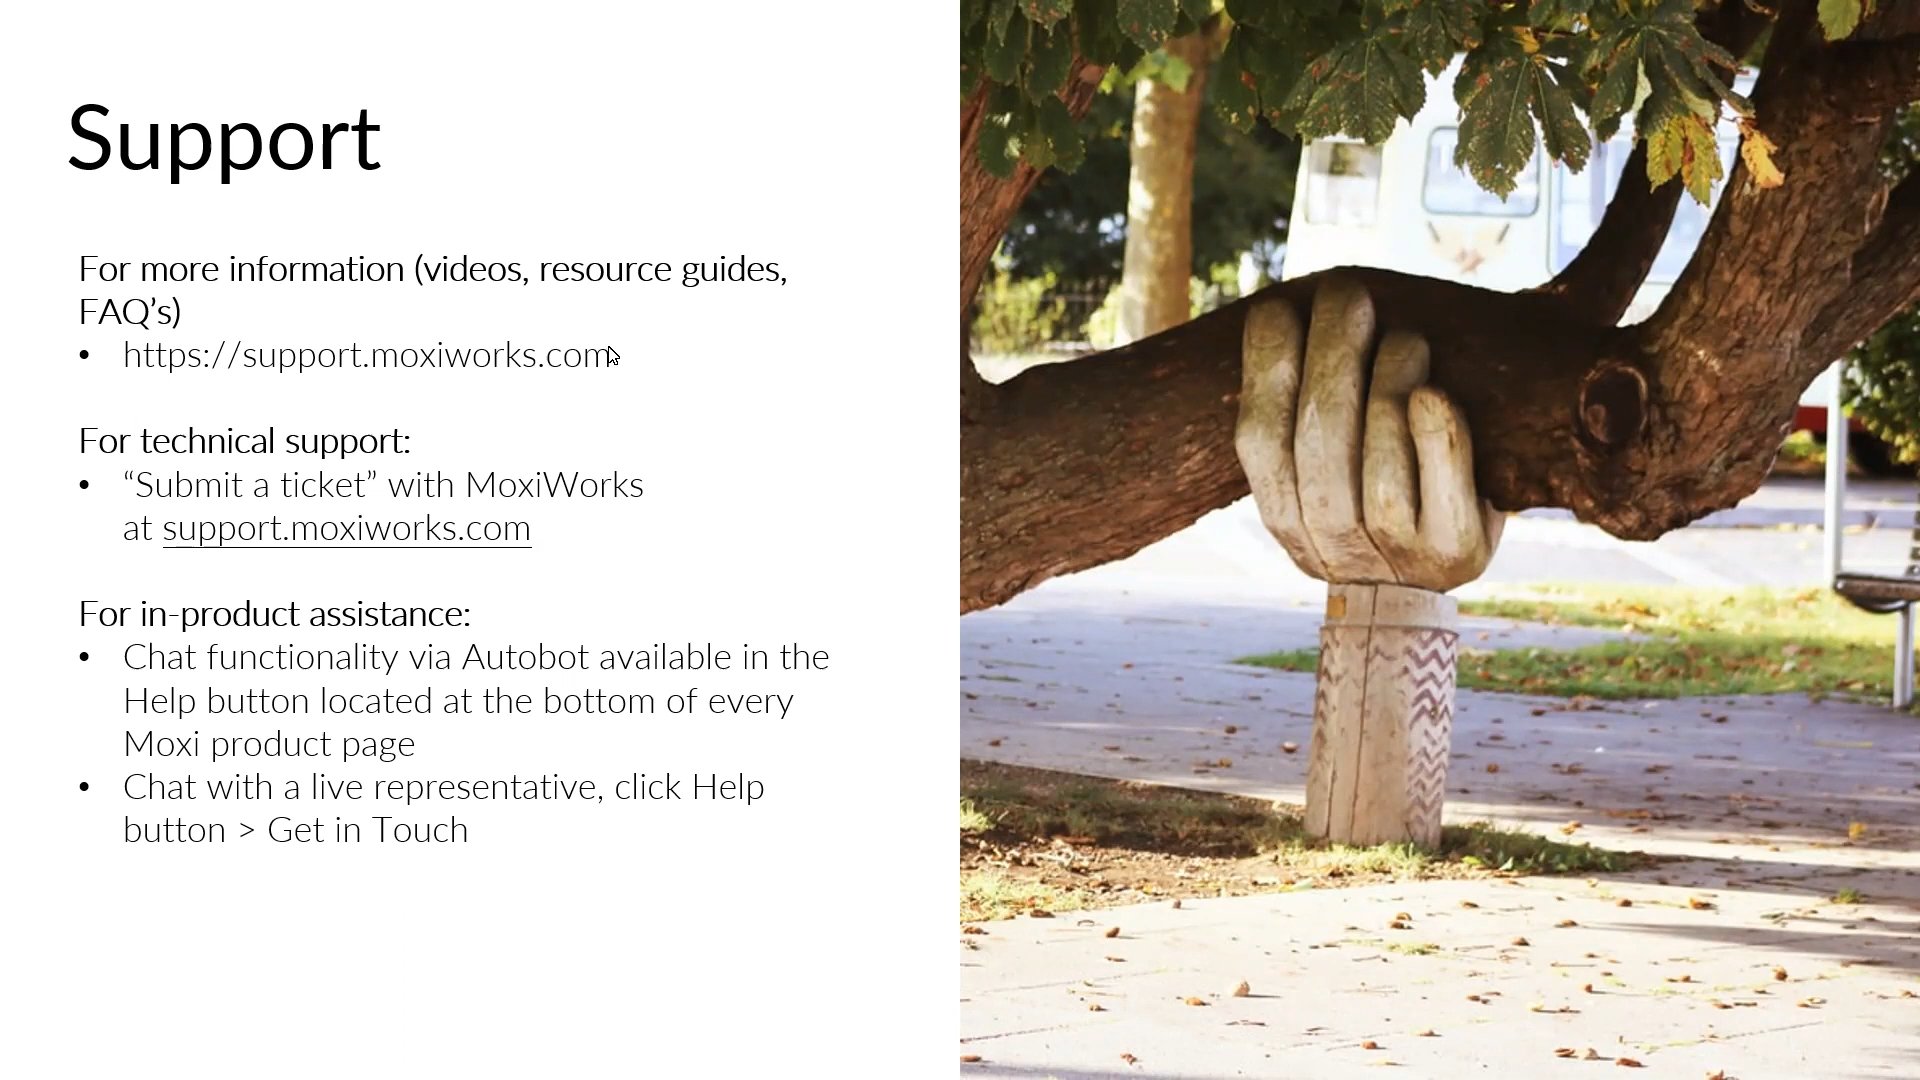 Support
For more information (videos, resource guides,
FAQ’s)
• https://support.moxiworks.com
For technical support:
• “Submit a ticket” with MoxiWorks
at support.moxiworks.com
For in-product assistance:
• Chat functionality via Autobot available in the
Help button located at the bottom of every
Moxi product page
• Chat with a live representative, click Help
button > Get in Touch